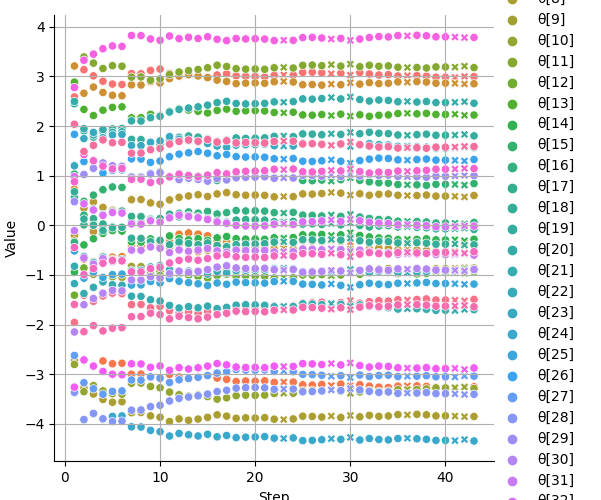 4
3
2
1
0
−1
−2
−3
−4
Value
0
10
20
30
40
Step
θ[8]
θ[9]
θ[10]
θ[11]
θ[12]
θ[13]
θ[14]
θ[15]
θ[16]
θ[17]
θ[18]
θ[19]
θ[20]
θ[21]
θ[22]
θ[23]
θ[24]
θ[25]
θ[26]
θ[27]
θ[28]
θ[29]
θ[30]
θ[31]
θ[32]